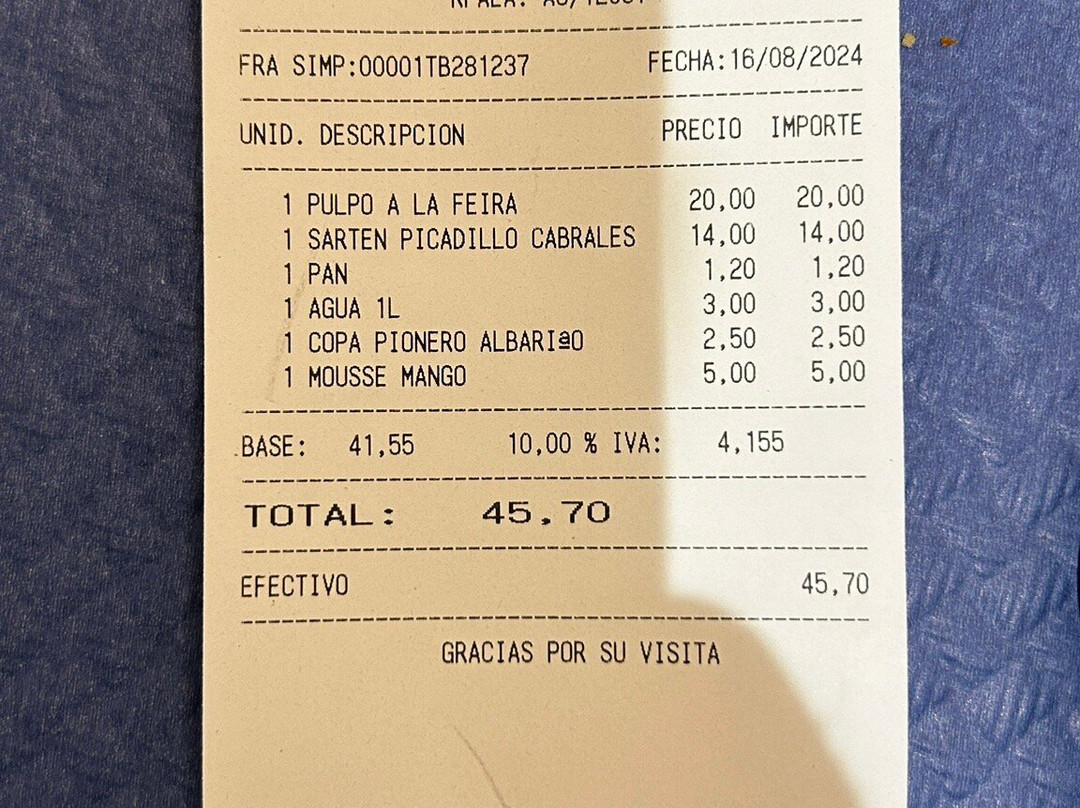 FRA SIMP:00001TB281237 FECHA:16/08/2024
UNID. DESCRIPCION PRECIO IMPORTE
1 PULPO A LA FEIRA 20,00 20,00
1 SARTEN PICADILLO CABRALES 14,00 14,00
1 PAN 1,20 1,20
1 AGUA 1L 3,00 3,00
1 COPA PIONERO ALBARIªO 2,50 2,50
1 MOUSSE MANGO 5,00 5,00
BASE: 41,55 10,00 % IVA: 4,155
TOTAL: 45,70
EFECTIVO 45,70
GRACIAS POR SU VISITA